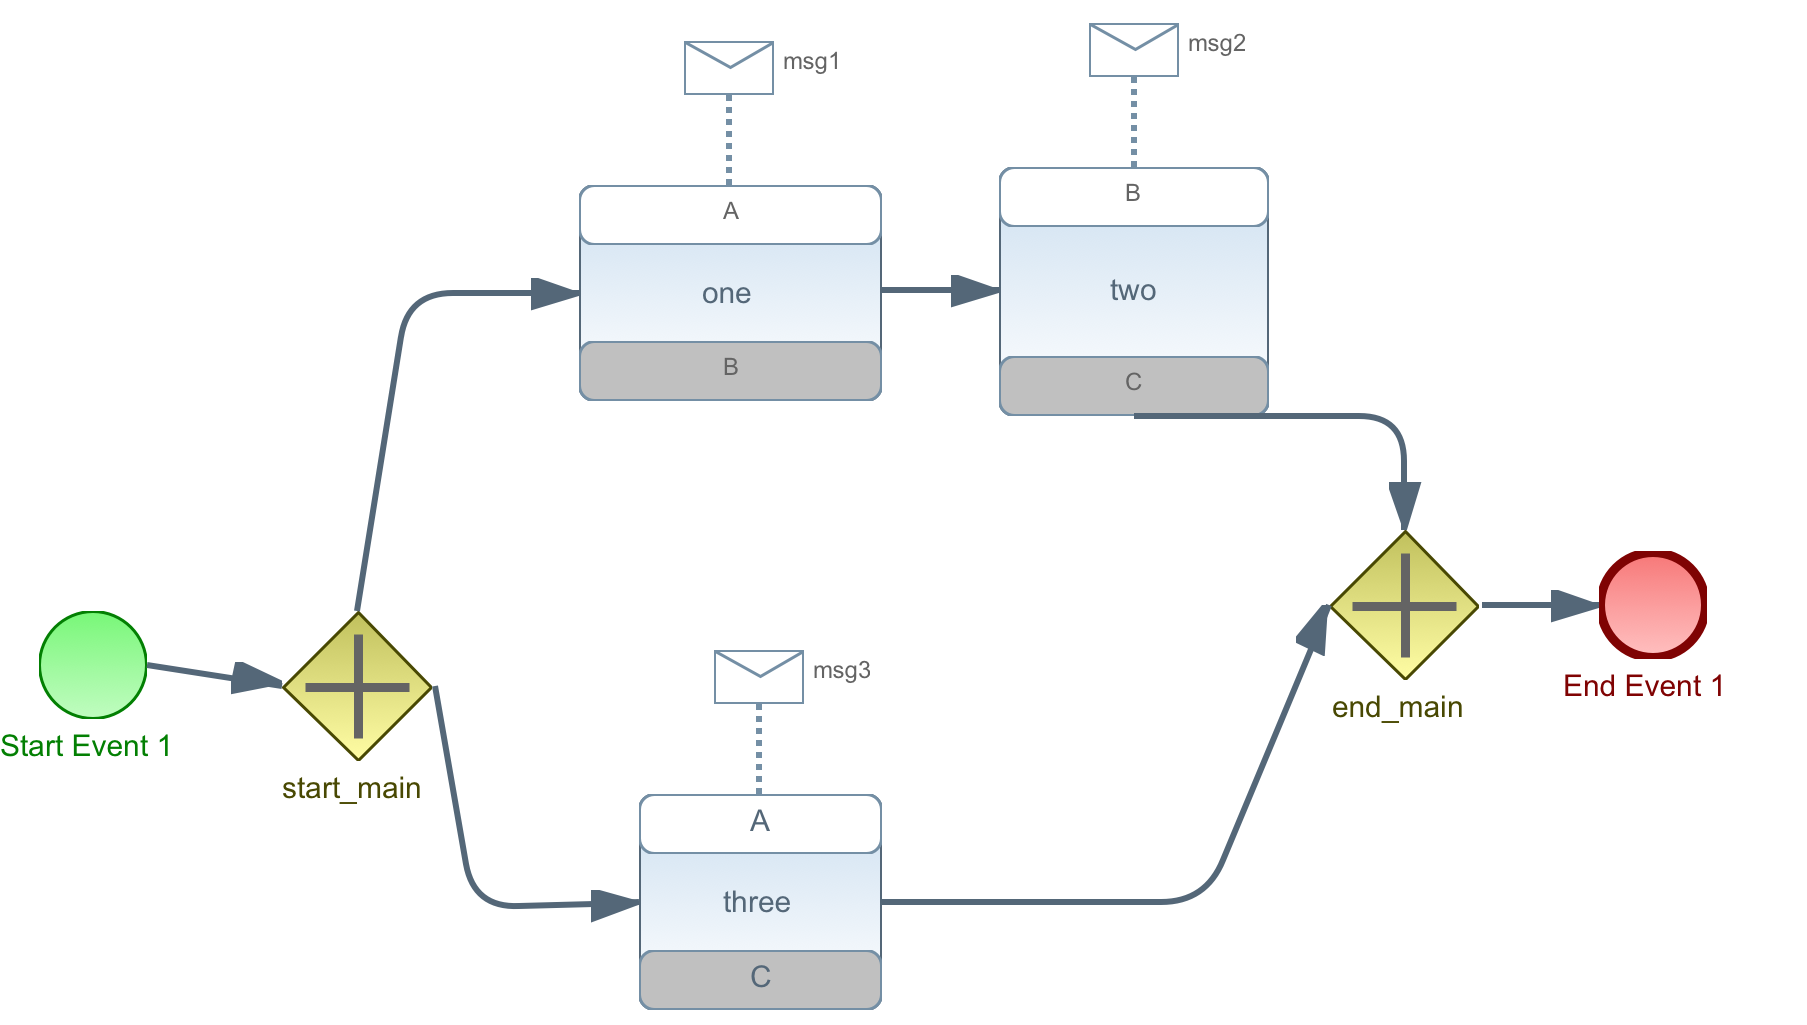 msg1
msg2
A
one
B
B
two
C
Start Event 1
start_main
msg3
A
three
C
end_main
End Event 1